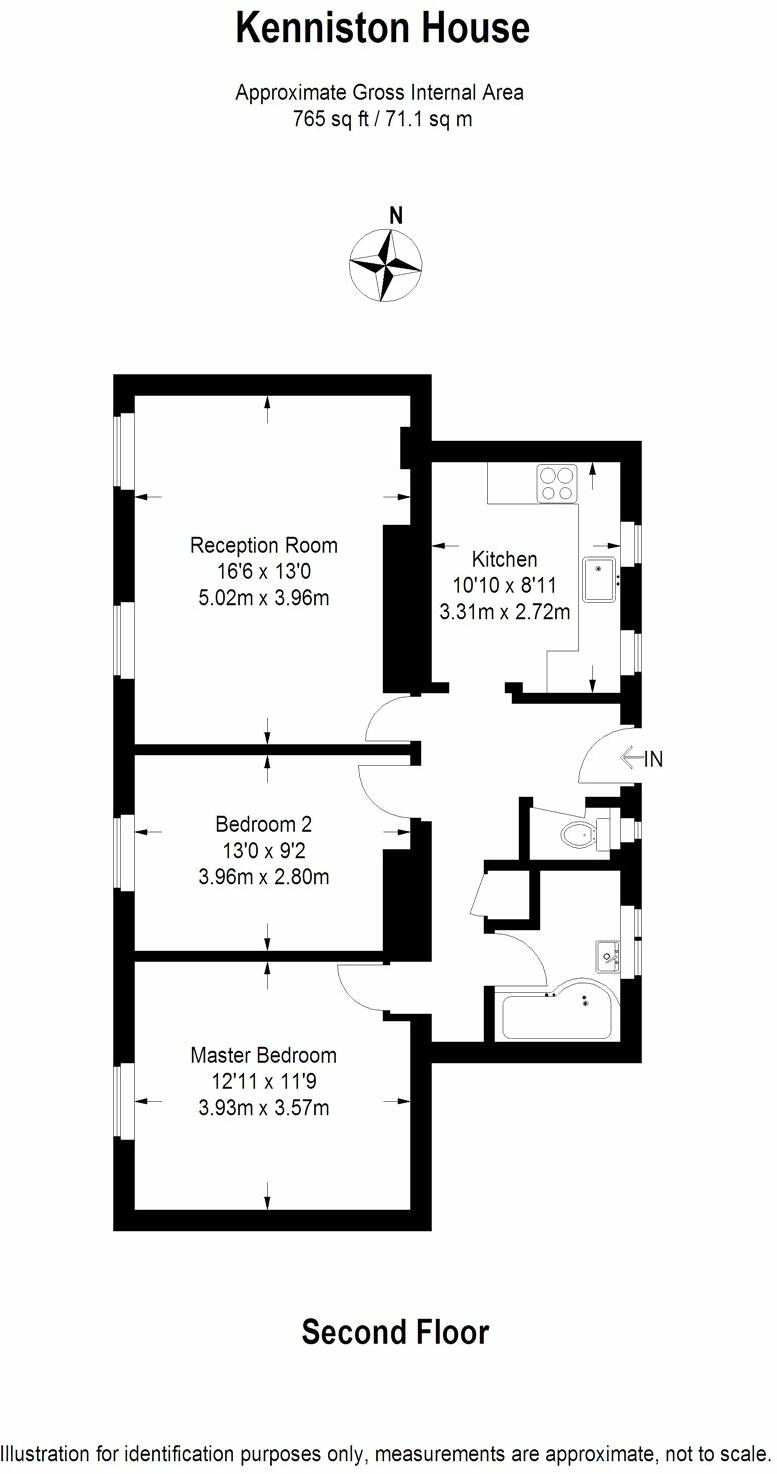 Kenniston House
Approximate Gross Internal Area
765 sq ft / 71.1 sq m
N
Reception Room
16'6 x 13'0
5.02m x 3.96m
Kitchen
10'10 x 8'11
3.31m x 2.72m
IN
Bedroom 2
13'0 x 9'2
3.96m x 2.80m
Master Bedroom
12'11 x 11'9
3.93m x 3.57m
Second Floor
Illustration for identification purposes only, measurements are approximate, not to scale.